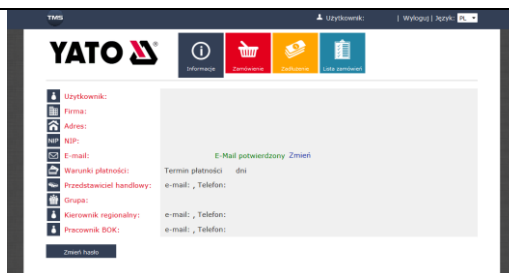 TMS Użytkownik: | Wyloguj | Język: PL
YATO
Informacje Zamówienie Zadłużenie Lista zamówień
Użytkownik:
Firma:
Adres:
NIP NIP:
E-mail: E-Mail potwierdzony Zmień
Warunki płatności: Termin płatności dni
Przedstawiciel handlowy: e-mail: , Telefon:
Grupa:
Kierownik regionalny: e-mail: , Telefon:
Pracownik BOK: e-mail: , Telefon:
Zmień hasło